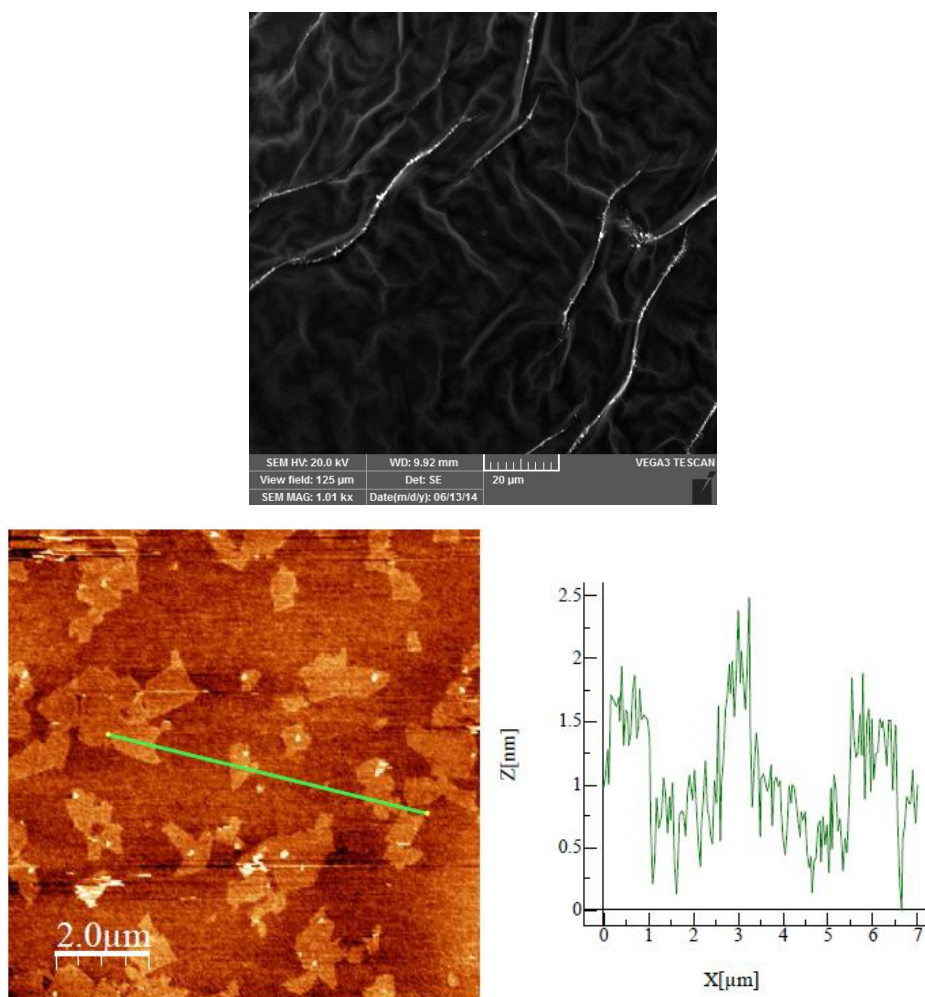 SEM HV: 20.0 kV WD: 9.92 mm VEGA3 TESCAN
View field: 125 µm Det: SE 20 µm
SEM MAG: 1.01 kx Date(m/d/y): 06/13/14
2.0µm
Z[nm]
2.5
2
1.5
1
0.5
0
0 1 2 3 4 5 6 7
X[µm]